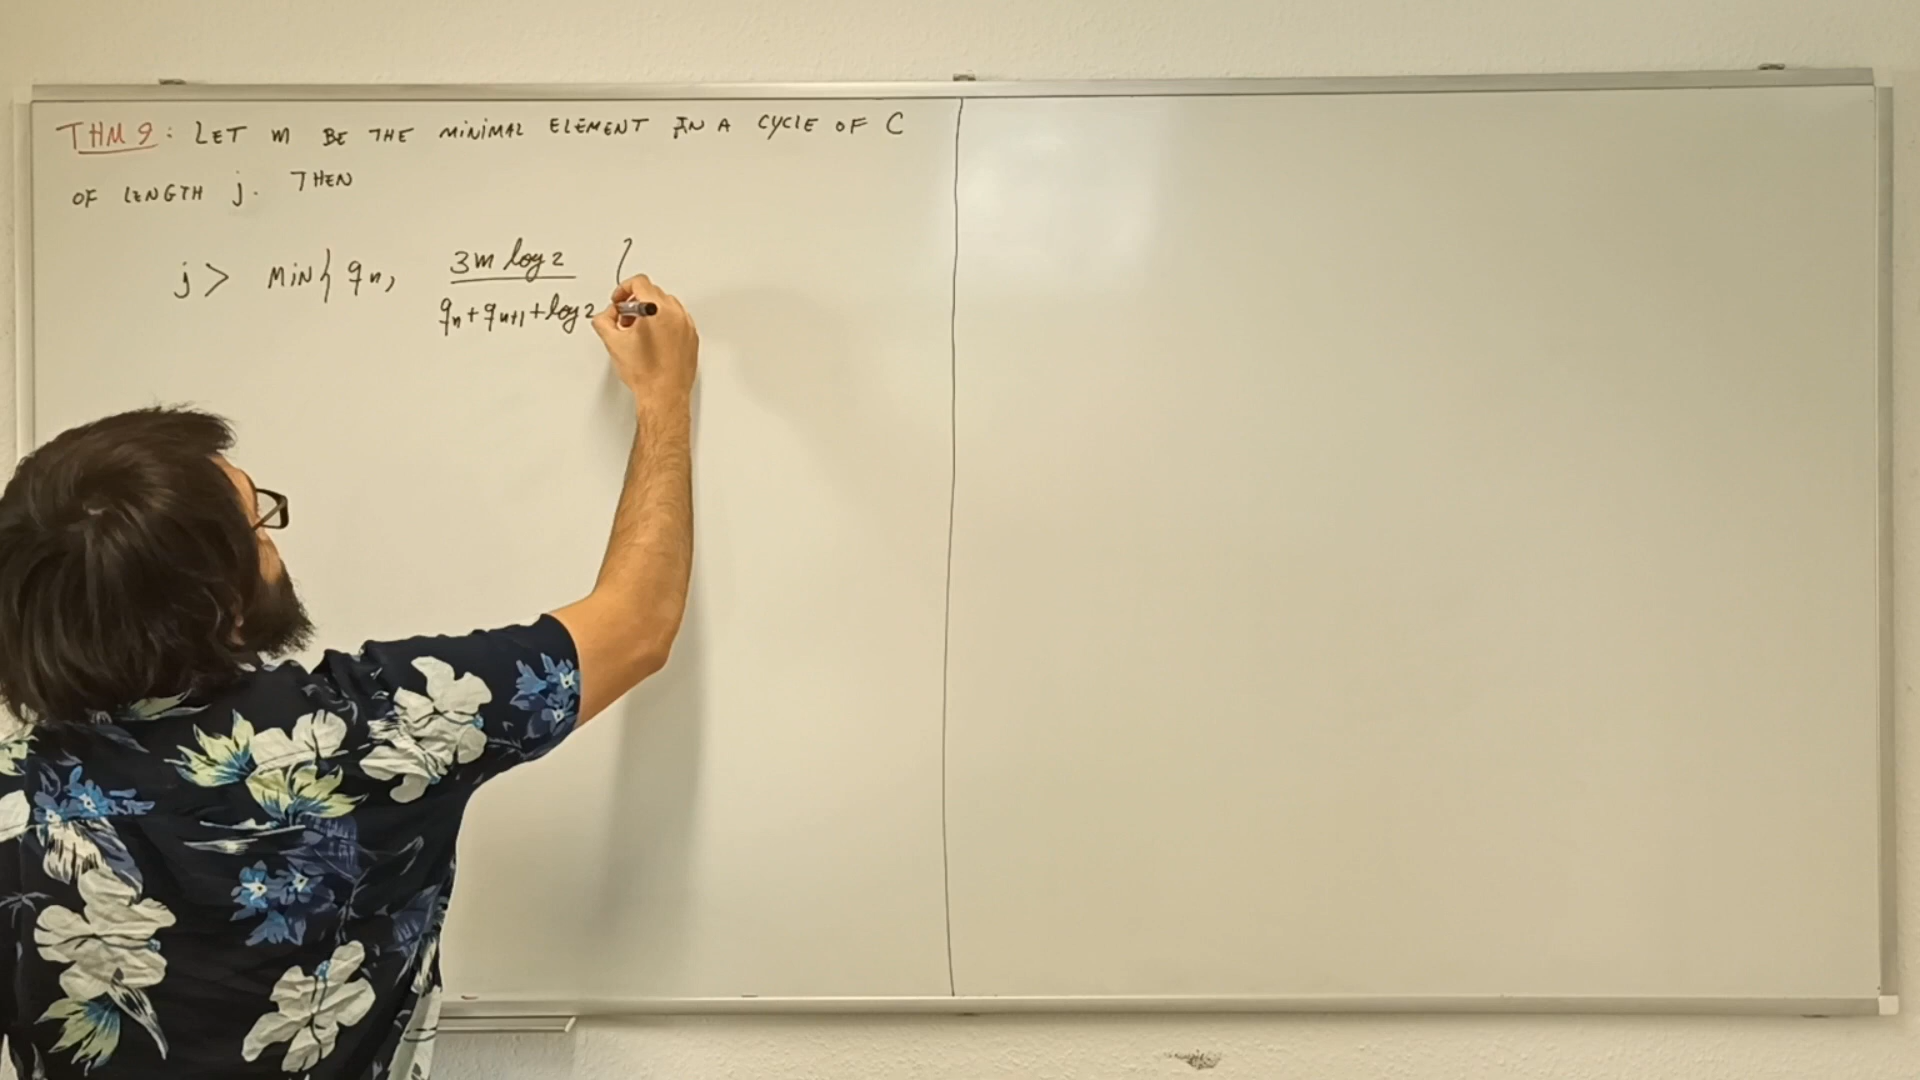 THM 9: LET m BE THE MINIMAL ELEMENT IN A CYCLE OF C
OF LENGTH j. THEN
j > MIN{ qₙ, (3m log 2)/(qₙ + qₙ₊₁ + log 2) }